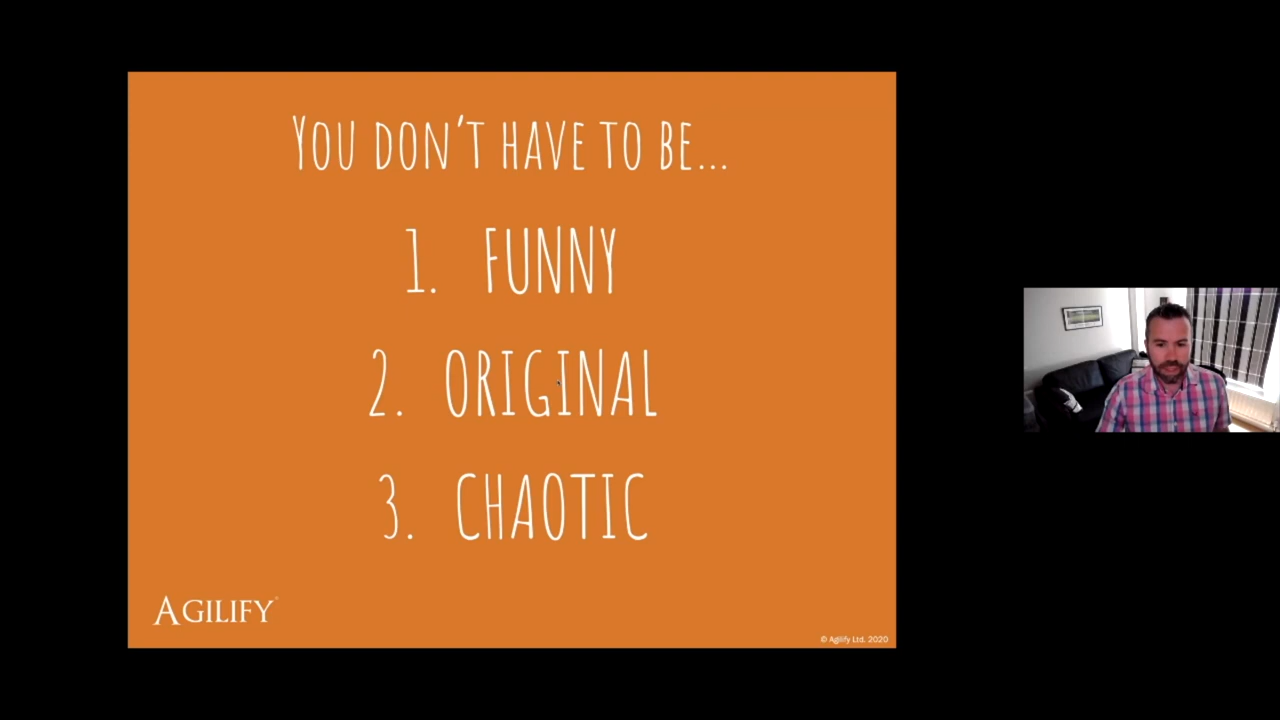 YOU DON'T HAVE TO BE...
1. FUNNY
2. ORIGINAL
3. CHAOTIC
AGILIFY®
© Agilify Ltd. 2020